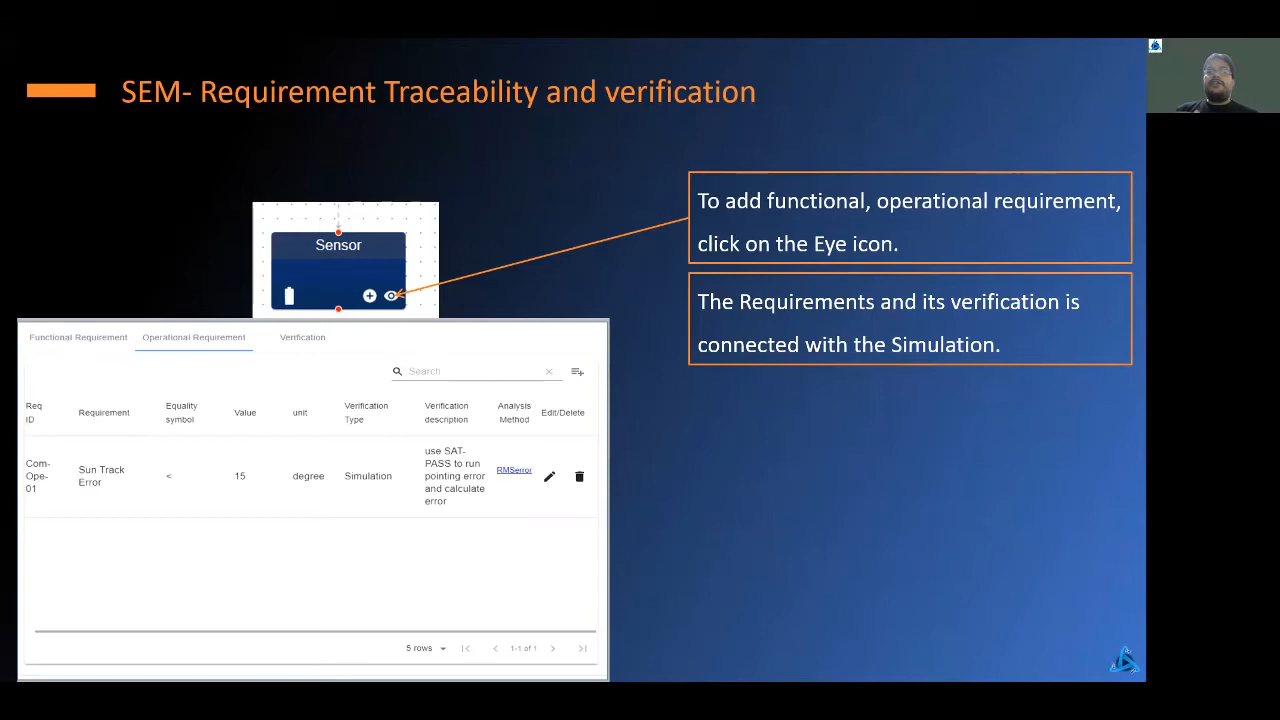 SEM- Requirement Traceability and verification
To add functional, operational requirement,
click on the Eye icon.
The Requirements and its verification is
connected with the Simulation.
Sensor
Functional Requirement Operational Requirement Verification
Search
Req ID Requirement Equality symbol Value unit Verification Type Verification description Analysis Method Edit/Delete
Com-Ope-01 Sun Track Error < 15 degree Simulation use SAT-PASS to run pointing error and calculate error RMSerror
5 rows 1-1 of 1